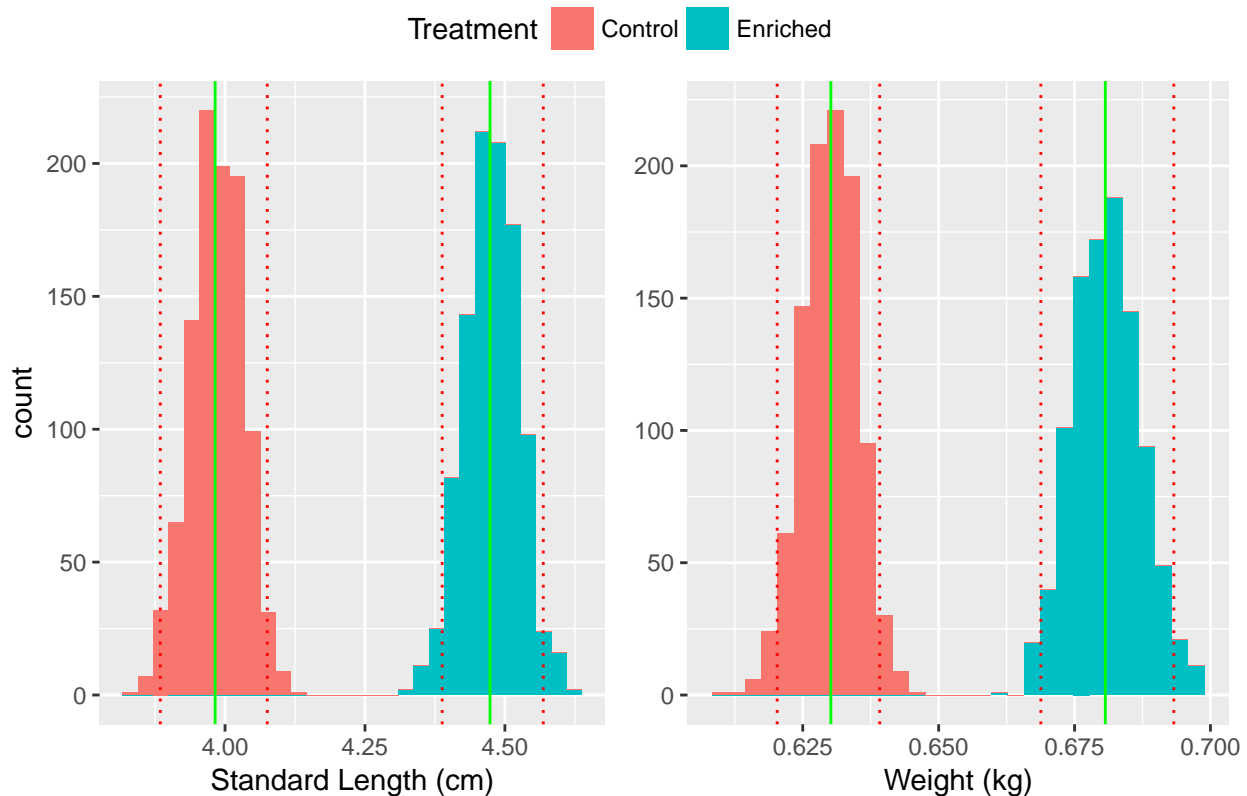 Treatment Control Enriched
count
200
150
100
50
0
4.00 4.25 4.50
Standard Length (cm)
200
150
100
50
0
0.625 0.650 0.675 0.700
Weight (kg)